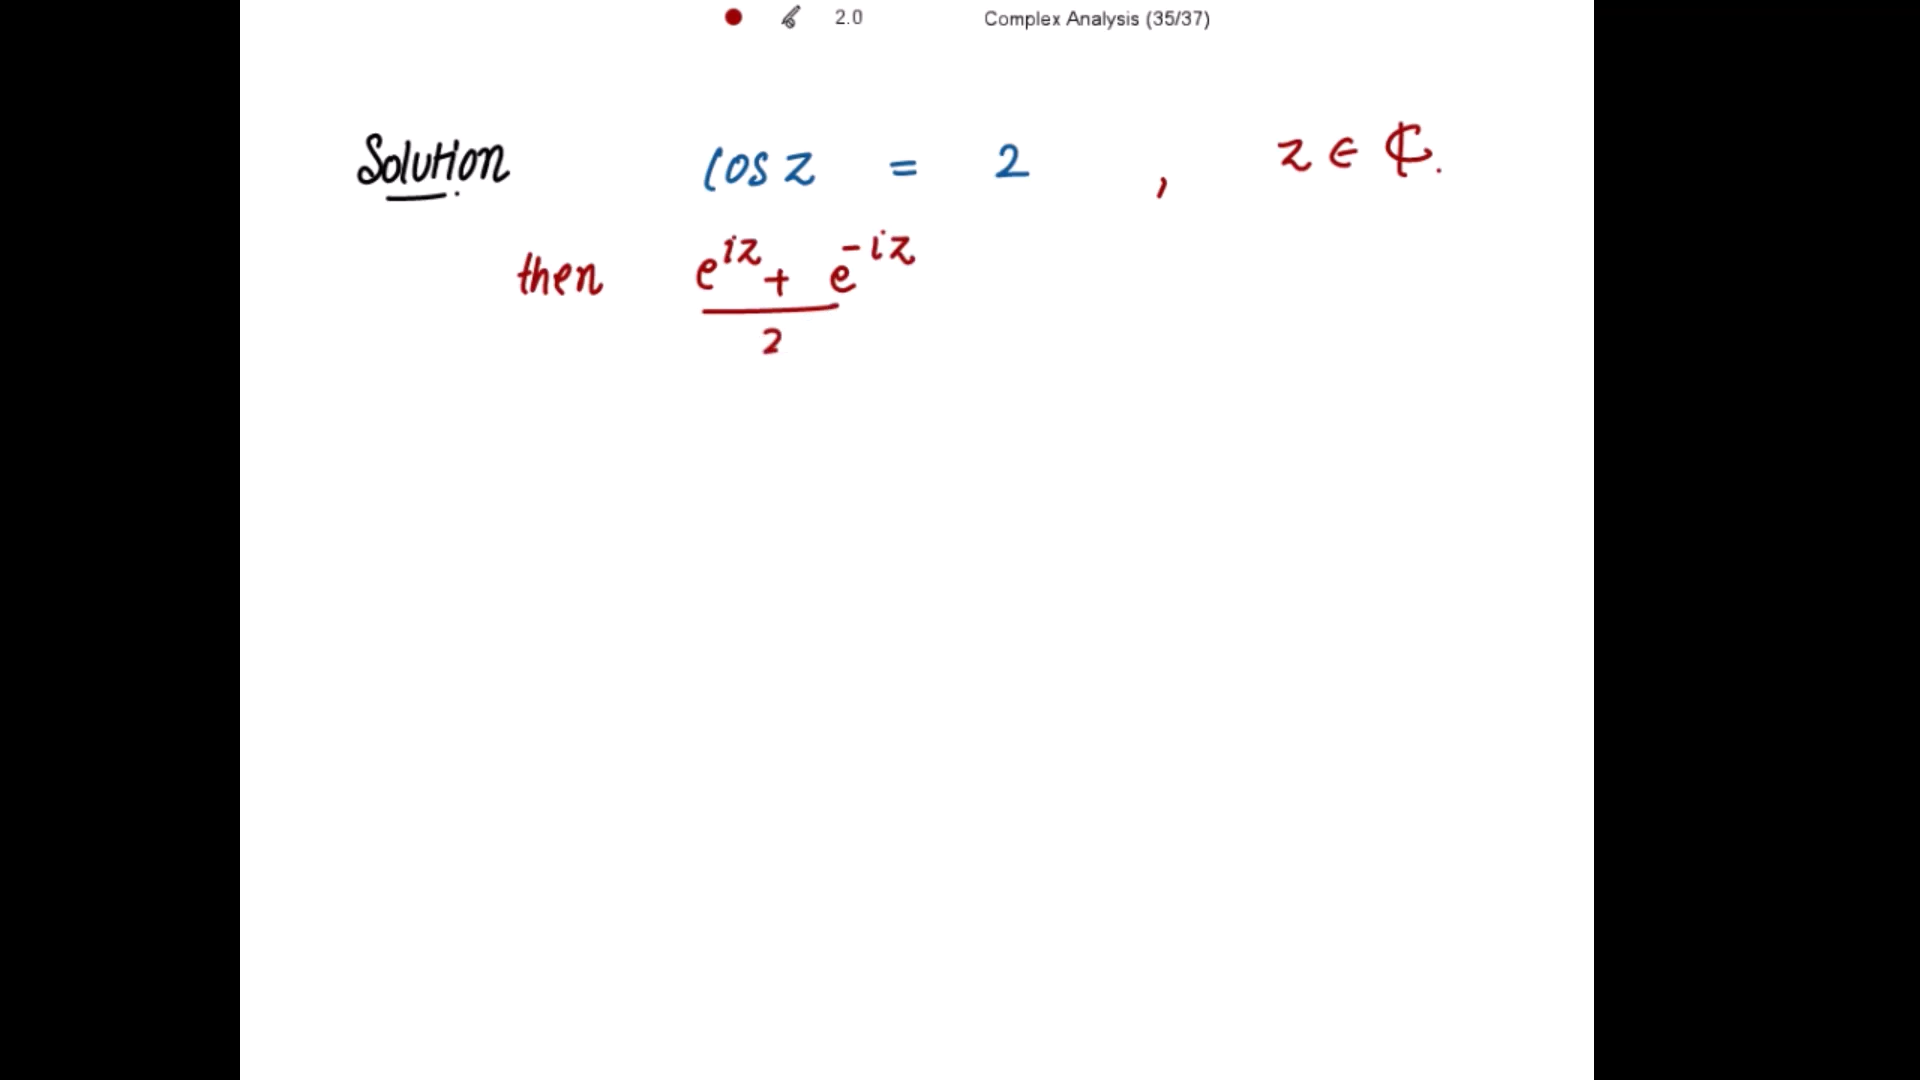 2.0 Complex Analysis (35/37)
Solution cos z = 2 , z ∈ ℂ.
then e^{iz} + e^{-iz}
2